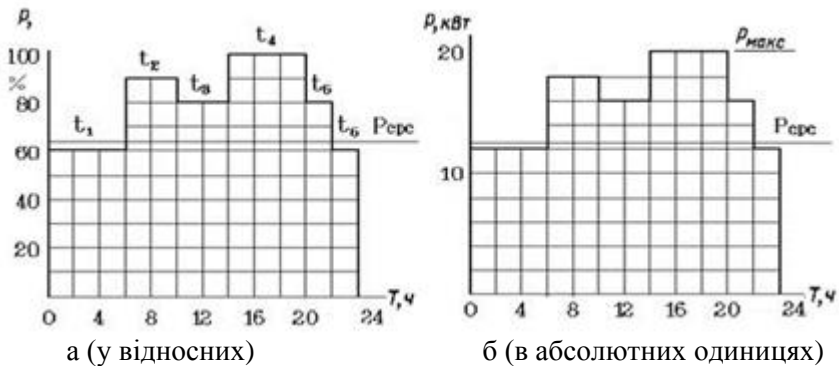 P,
100
%
80
60
40
20
t₁
t₂
t₃
t₄
t₅
t₆
Pсрс
0 4 8 12 16 20 24
T, ч
P, кВт
20
10
Pмакс
Pсрс
0 4 8 12 16 20 24
T, ч
а (у відносних) б (в абсолютних одиницях)